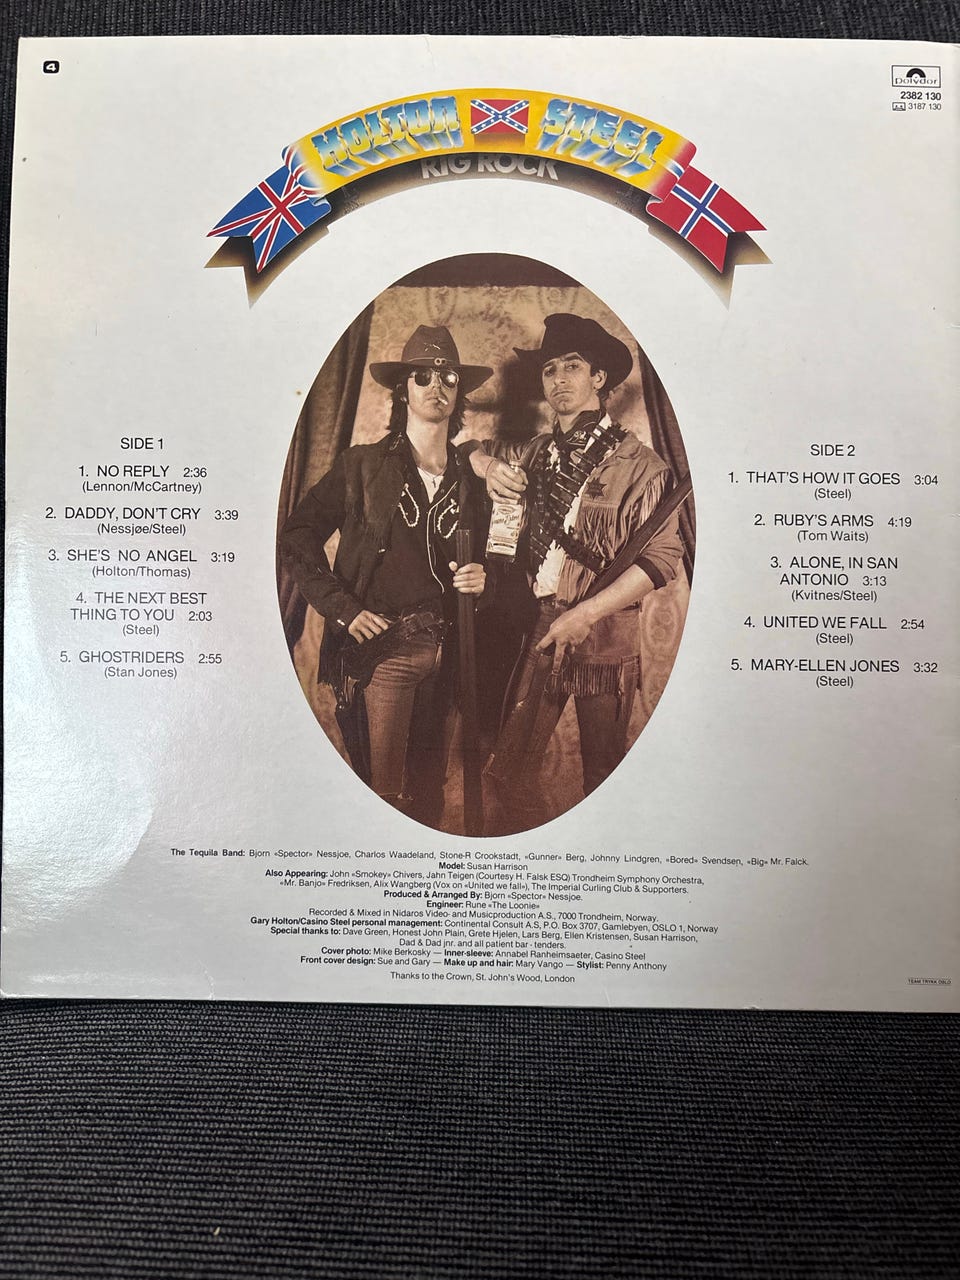 4
polydor
2382 130
3187 130
HOLTON STEEL
RIG ROCK
SIDE 1
1. NO REPLY 2:36
(Lennon/McCartney)
2. DADDY, DON'T CRY 3:39
(Nessjøe/Steel)
3. SHE'S NO ANGEL 3:19
(Holton/Thomas)
4. THE NEXT BEST
THING TO YOU 2:03
(Steel)
5. GHOSTRIDERS 2:55
(Stan Jones)
SIDE 2
1. THAT'S HOW IT GOES 3:04
(Steel)
2. RUBY'S ARMS 4:19
(Tom Waits)
3. ALONE, IN SAN
ANTONIO 3:13
(Kvitnes/Steel)
4. UNITED WE FALL 2:54
(Steel)
5. MARY-ELLEN JONES 3:32
(Steel)
The Tequila Band: Bjorn «Spector» Nessjoe, Charlos Waadeland, Stone-R Crookstadt, «Gunner» Berg, Johnny Lindgren, «Bored» Svendsen, «Big» Mr. Falck.
Model: Susan Harrison
Also Appearing: John «Smokey» Chivers, Jahn Teigen (Courtesy H. Falsk ESQ) Trondheim Symphony Orchestra,
«Mr. Banjo» Fredriksen, Alix Wangberg (Vox on «United we fall»), The Imperial Curling Club & Supporters.
Produced & Arranged By: Bjorn «Spector» Nessjoe.
Engineer: Rune «The Loonie»
Recorded & Mixed in Nidaros Video- and Musicproduction A.S., 7000 Trondheim, Norway.
Gary Holton/Casino Steel personal management: Continental Consult A.S, P.O. Box 3707, Gamlebyen, OSLO 1, Norway
Special thanks to: Dave Green, Honest John Plain, Grete Hjelen, Lars Berg, Ellen Kristensen, Susan Harrison,
Dad & Dad jnr. and all patient bar - tenders.
Cover photo: Mike Berkosky — Inner-sleeve: Annabel Ranheimsaeter, Casino Steel
Front cover design: Sue and Gary — Make up and hair: Mary Vango — Stylist: Penny Anthony
Thanks to the Crown, St. John's Wood, London
TEAM TRYKK OSLO